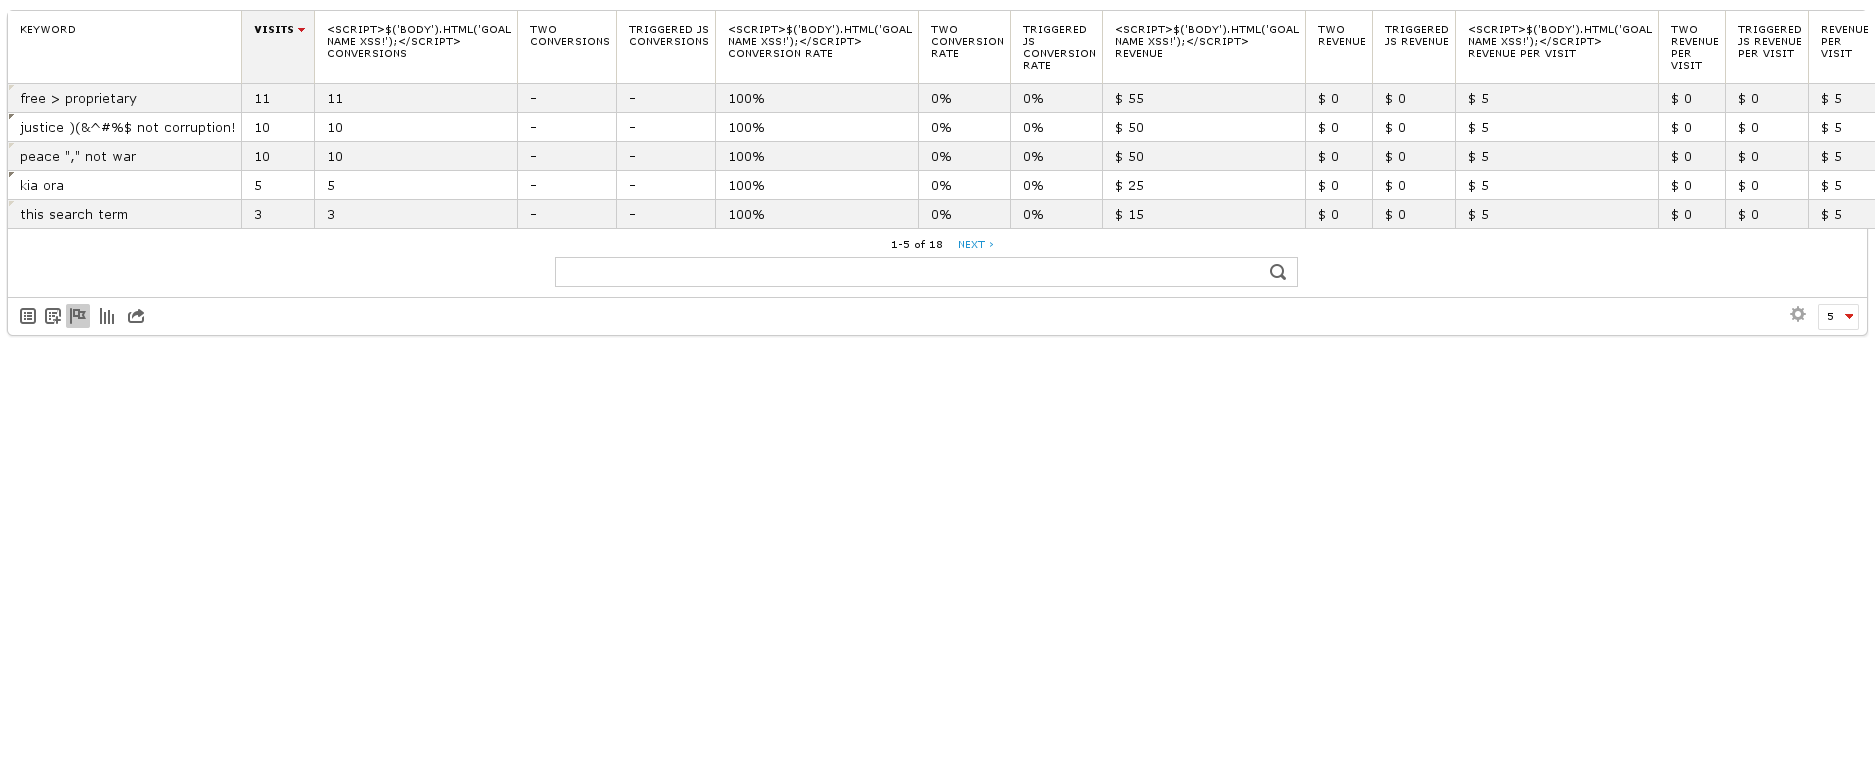 KEYWORD
VISITS
<SCRIPT>$('BODY').HTML('GOAL
NAME XSS!');</SCRIPT>
CONVERSIONS
TWO
CONVERSIONS
TRIGGERED JS
CONVERSIONS
<SCRIPT>$('BODY').HTML('GOAL
NAME XSS!');</SCRIPT>
CONVERSION RATE
TWO
CONVERSION
RATE
TRIGGERED
JS
CONVERSION
RATE
<SCRIPT>$('BODY').HTML('GOAL
NAME XSS!');</SCRIPT>
REVENUE
TWO
REVENUE
TRIGGERED
JS REVENUE
<SCRIPT>$('BODY').HTML('GOAL
NAME XSS!');</SCRIPT>
REVENUE PER VISIT
TWO
REVENUE
PER
VISIT
TRIGGERED
JS REVENUE
PER VISIT
REVENUE
PER
VISIT
free > proprietary 11 11 - - 100% 0% 0% $ 55 $ 0 $ 0 $ 5 $ 0 $ 0 $ 5
justice )(&^#%$ not corruption! 10 10 - - 100% 0% 0% $ 50 $ 0 $ 0 $ 5 $ 0 $ 0 $ 5
peace "," not war 10 10 - - 100% 0% 0% $ 50 $ 0 $ 0 $ 5 $ 0 $ 0 $ 5
kia ora 5 5 - - 100% 0% 0% $ 25 $ 0 $ 0 $ 5 $ 0 $ 0 $ 5
this search term 3 3 - - 100% 0% 0% $ 15 $ 0 $ 0 $ 5 $ 0 $ 0 $ 5
1-5 of 18 NEXT ›
5